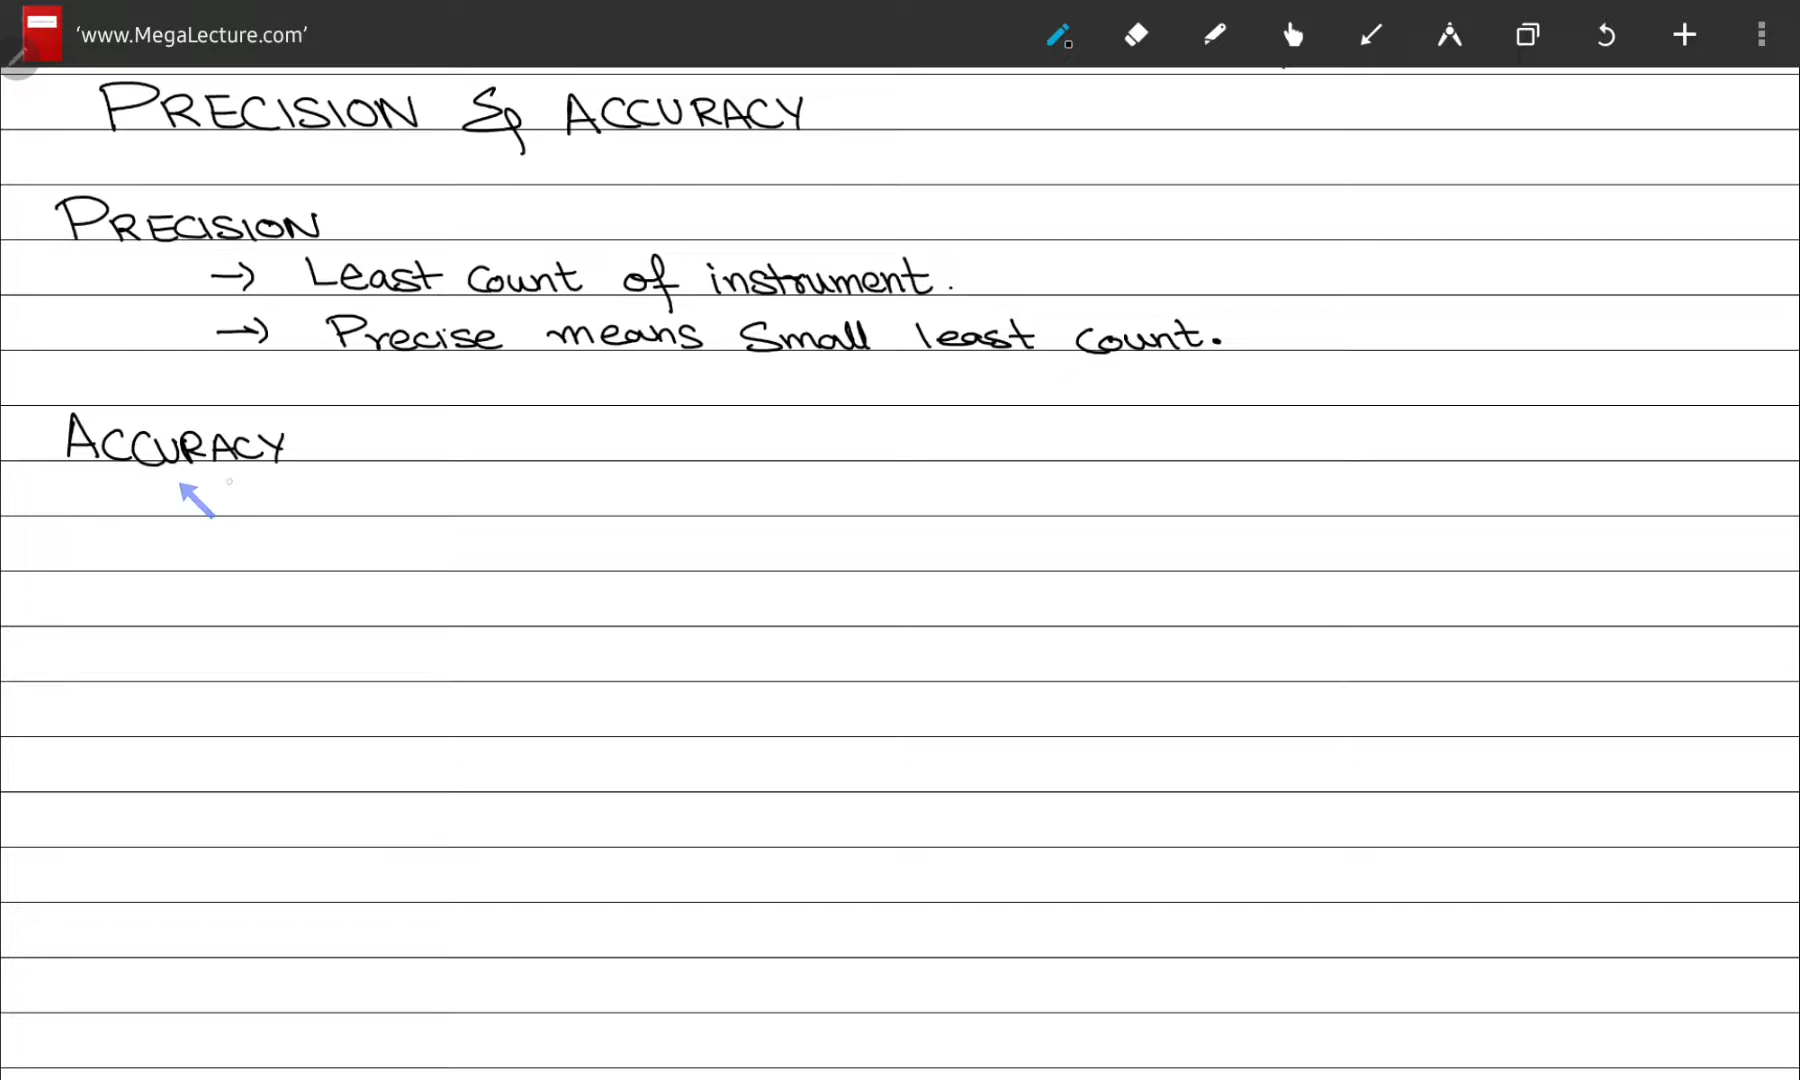 'www.MegaLecture.com'
PRECISION & ACCURACY
PRECISION
→ Least count of instrument.
→ Precise means small least count.
ACCURACY